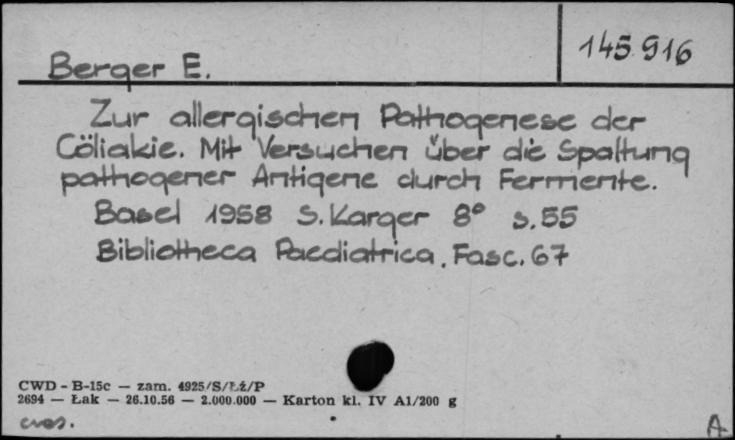 145916
Berger E.
Zur allergischen Pathogenese der
Cöliakie. Mit Versuchen über die Spaltung
pathogener Antigene durch Fermente.
Basel 1958 S. Karger 8° s. 55
Bibliotheca Paediatrica, Fasc. 67
CWD - B-15c — zam. 4925/S/Łż/P
2694 — Łak — 26.10.56 — 2.000.000 — Karton kl. IV A1/200 g
A